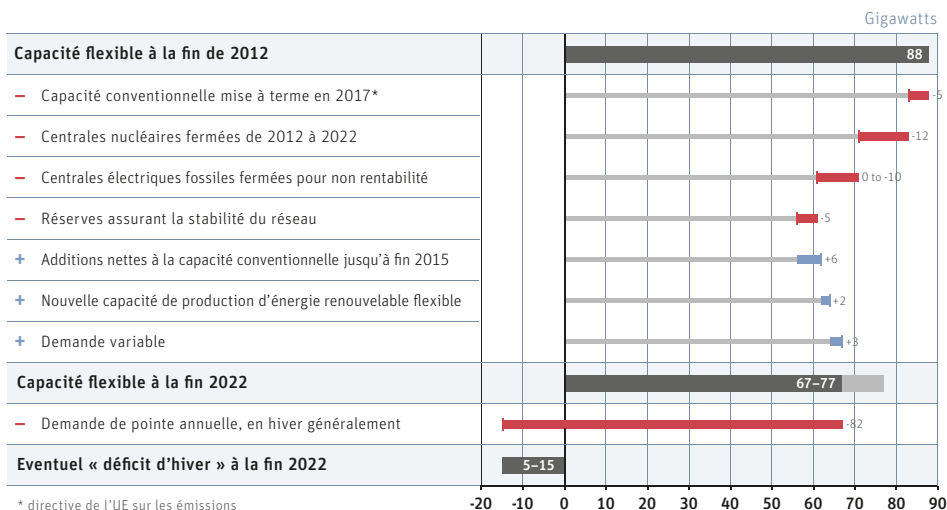 Gigawatts
Capacité flexible à la fin de 2012 88
– Capacité conventionnelle mise à terme en 2017* -5
– Centrales nucléaires fermées de 2012 à 2022 -12
– Centrales électriques fossiles fermées pour non rentabilité 0 to -10
– Réserves assurant la stabilité du réseau -5
+ Additions nettes à la capacité conventionnelle jusqu'à fin 2015 +6
+ Nouvelle capacité de production d'énergie renouvelable flexible +2
+ Demande variable +3
Capacité flexible à la fin 2022 67–77
– Demande de pointe annuelle, en hiver généralement -82
Eventuel « déficit d'hiver » à la fin 2022 5–15
* directive de l'UE sur les émissions -20 -10 0 10 20 30 40 50 60 70 80 90